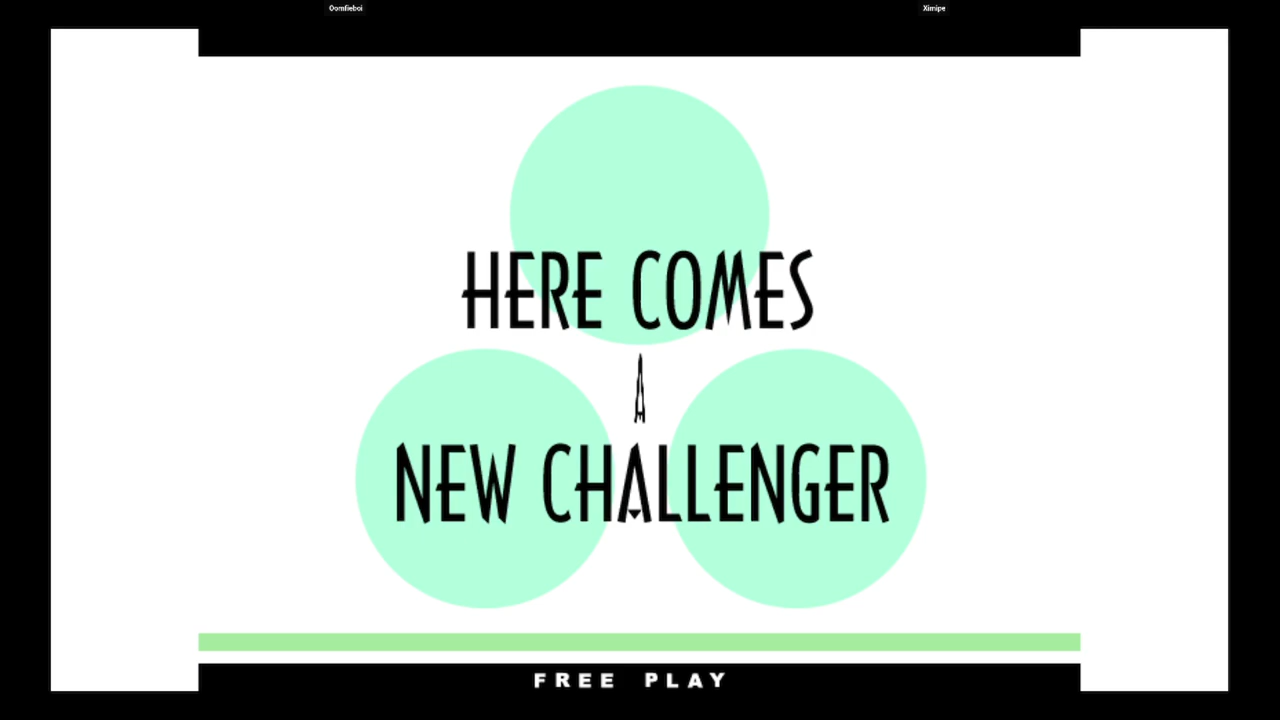 Oomfieboi
Ximipe
HERE COMES
A
NEW CHALLENGER
FREE PLAY